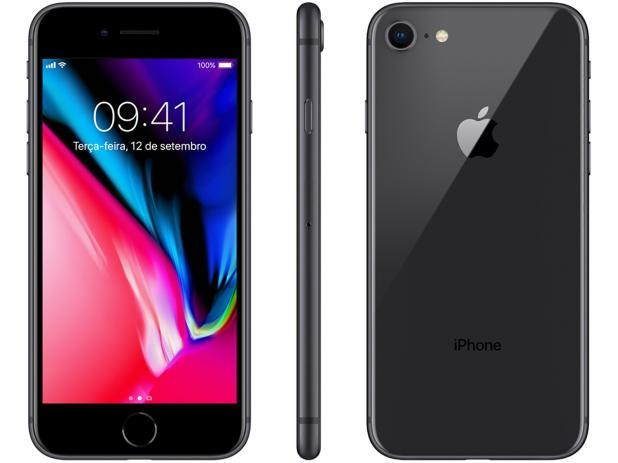 100%
09:41
Terça-feira, 12 de setembro
iPhone